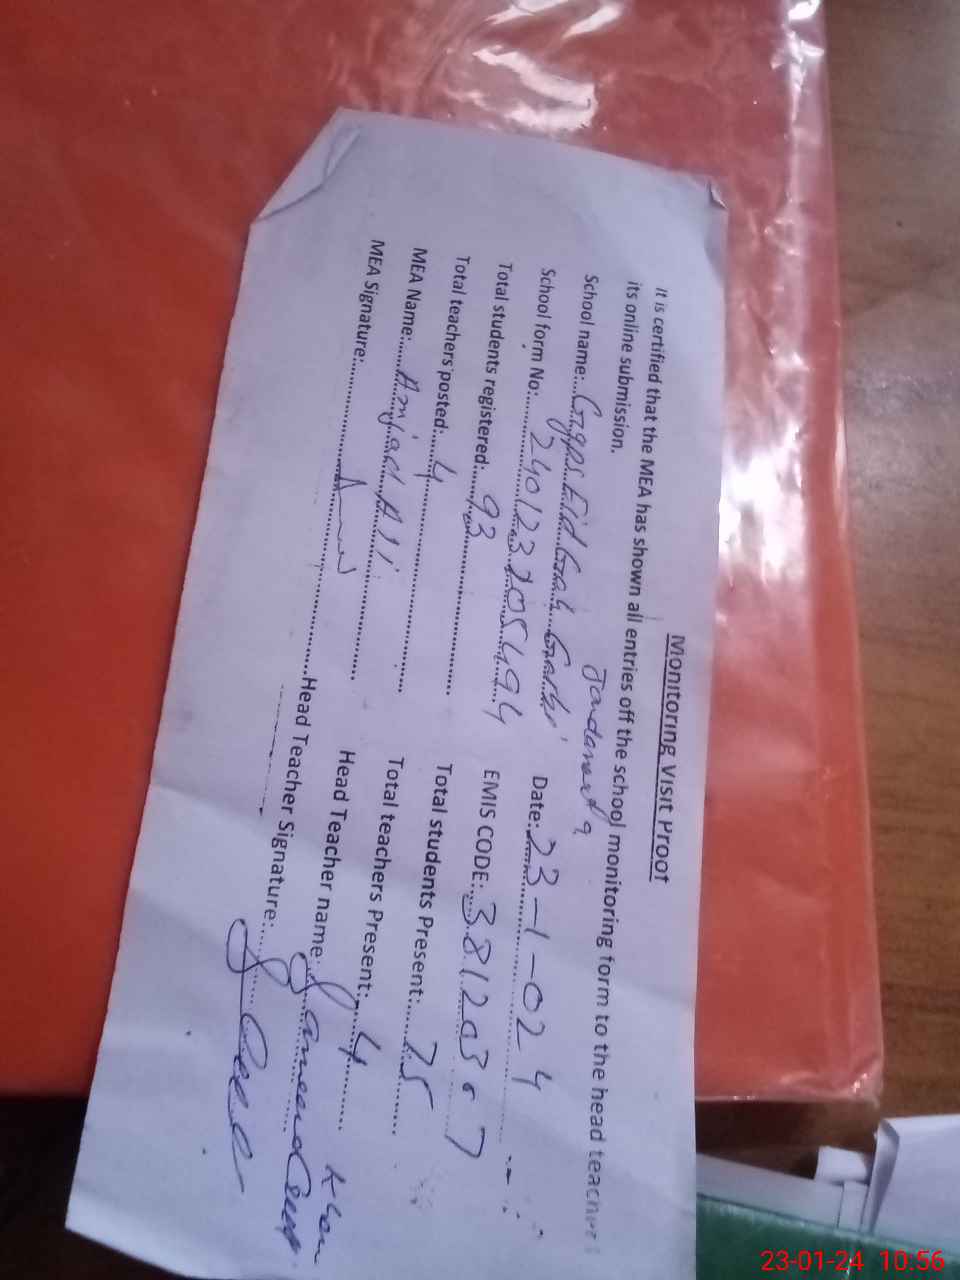 Monitoring Visit Proof
It is certified that the MEA has shown all entries off the school monitoring form to the head teacher
its online submission.
School name:...Ggps Eid Gah Garhi
Date: 23-1-024
School form No:.....240123205494
EMIS CODE:...38120367
Total students registered:...93
Total students Present:...75
Total teachers posted:...4
Total teachers Present:...4
MEA Name:...Amjad Ali
Head Teacher name:
MEA Signature:
Head Teacher Signature:
23-01-24 10:56